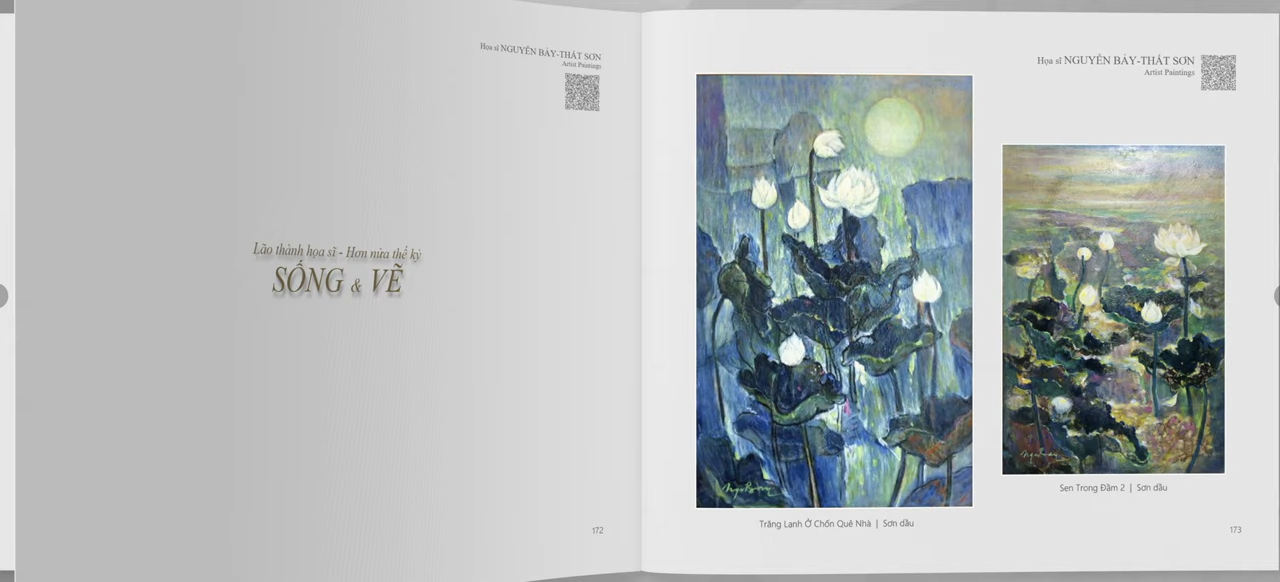 Họa sĩ NGUYỄN BẢY-THẤT SƠN
Artist Paintings
Lão thành họa sĩ - Hơn nửa thế kỷ
SỐNG & VẼ
172
Họa sĩ NGUYỄN BẢY-THẤT SƠN
Artist Paintings
Trăng Lạnh Ở Chốn Quê Nhà | Sơn dầu
Sen Trong Đầm 2 | Sơn dầu
173